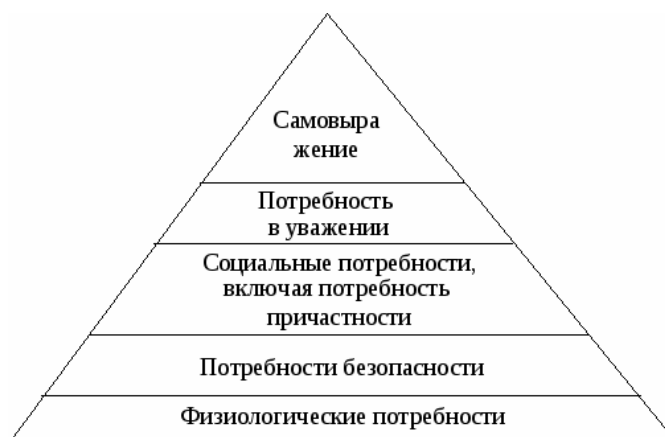 Самовыра
жение
Потребность
в уважении
Социальные потребности,
включая потребность
причастности
Потребности безопасности
Физиологические потребности